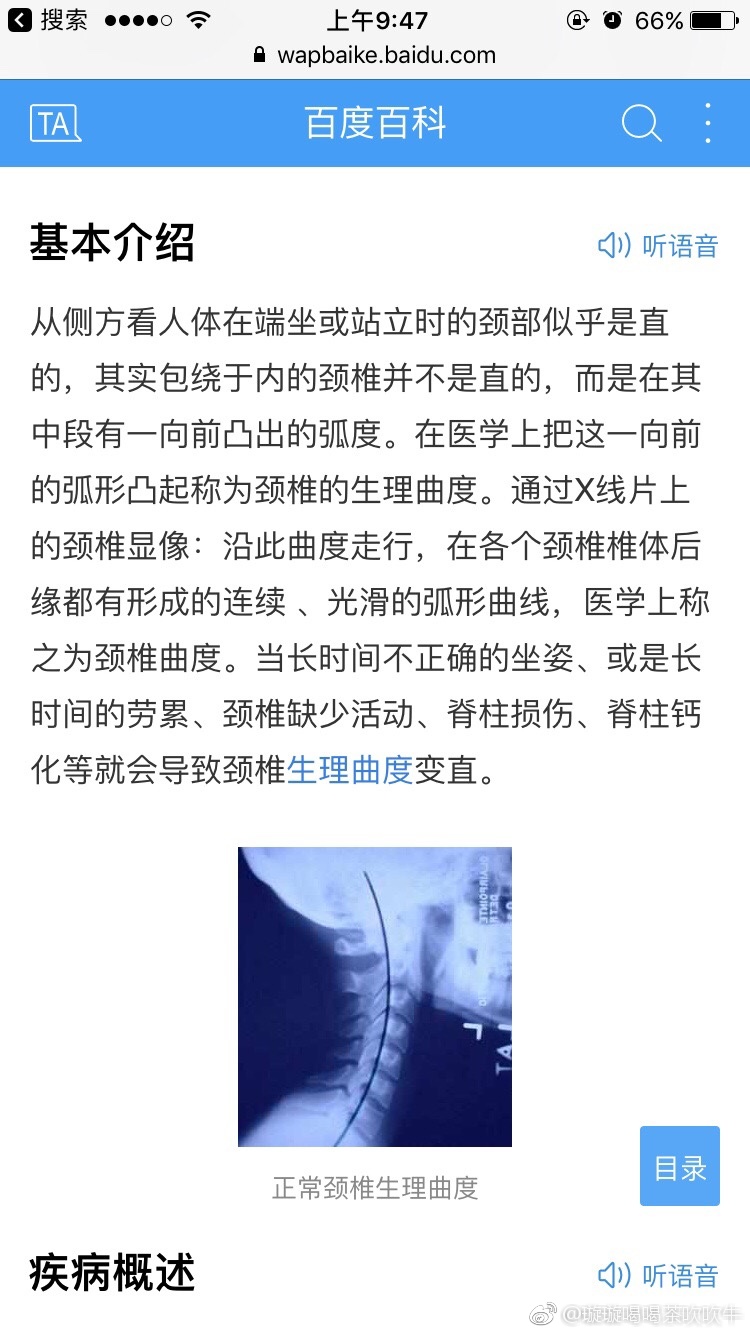 搜索
上午9:47
66%
wapbaike.baidu.com
TA
百度百科
基本介绍
听语音
从侧方看人体在端坐或站立时的颈部似乎是直
的，其实包绕于内的颈椎并不是直的，而是在其
中段有一向前凸出的弧度。在医学上把这一向前
的弧形凸起称为颈椎的生理曲度。通过X线片上
的颈椎显像：沿此曲度走行，在各个颈椎椎体后
缘都有形成的连续 、光滑的弧形曲线，医学上称
之为颈椎曲度。当长时间不正确的坐姿、或是长
时间的劳累、颈椎缺少活动、脊柱损伤、脊柱钙
化等就会导致颈椎生理曲度变直。
L
正常颈椎生理曲度
目录
疾病概述
听语音
@璇璇喝喝茶吹吹牛